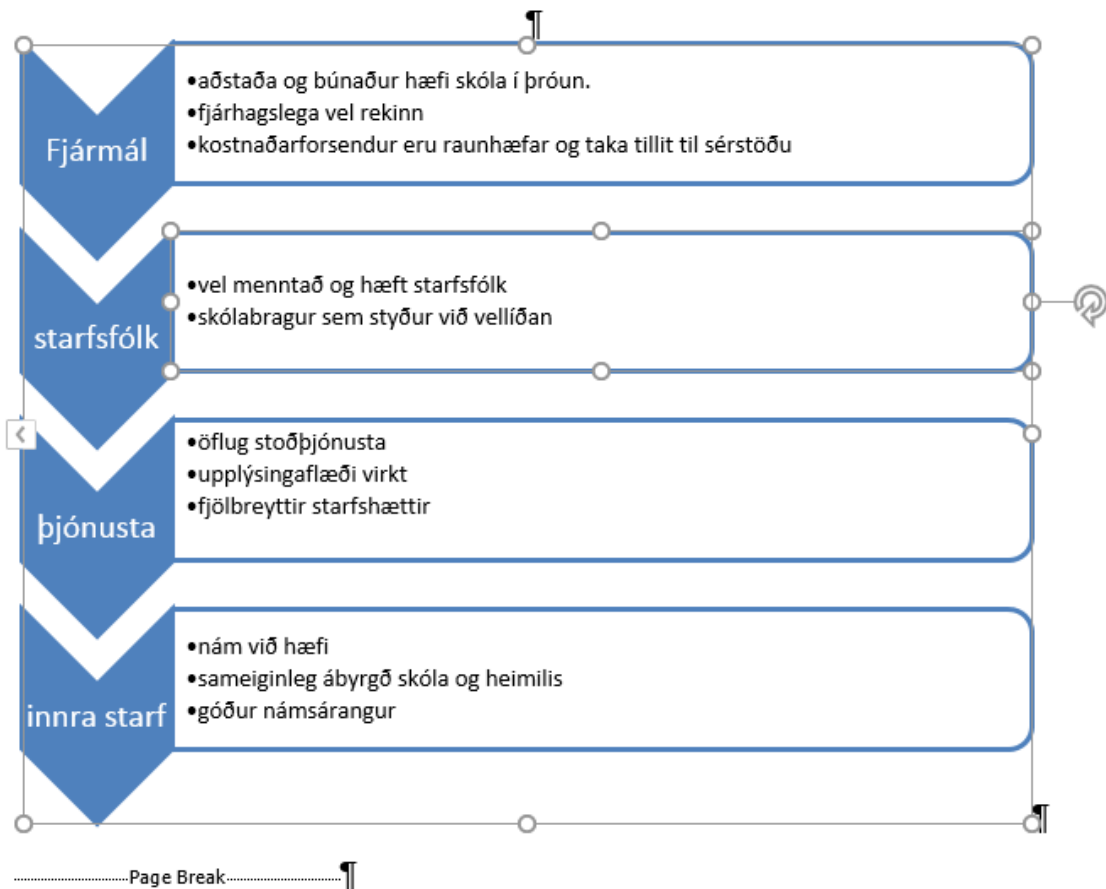 ¶
Fjármál
•aðstaða og búnaður hæfi skóla í þróun.
•fjárhagslega vel rekinn
•kostnaðarforsendur eru raunhæfar og taka tillit til sérstöðu
starfsfólk
•vel menntað og hæft starfsfólk
•skólabragur sem styður við vellíðan
þjónusta
•öflug stoðþjónusta
•upplýsingaflæði virkt
•fjölbreyttir starfshættir
innra starf
•nám við hæfi
•sameiginleg ábyrgð skóla og heimilis
•góður námsárangur
¶
Page Break¶